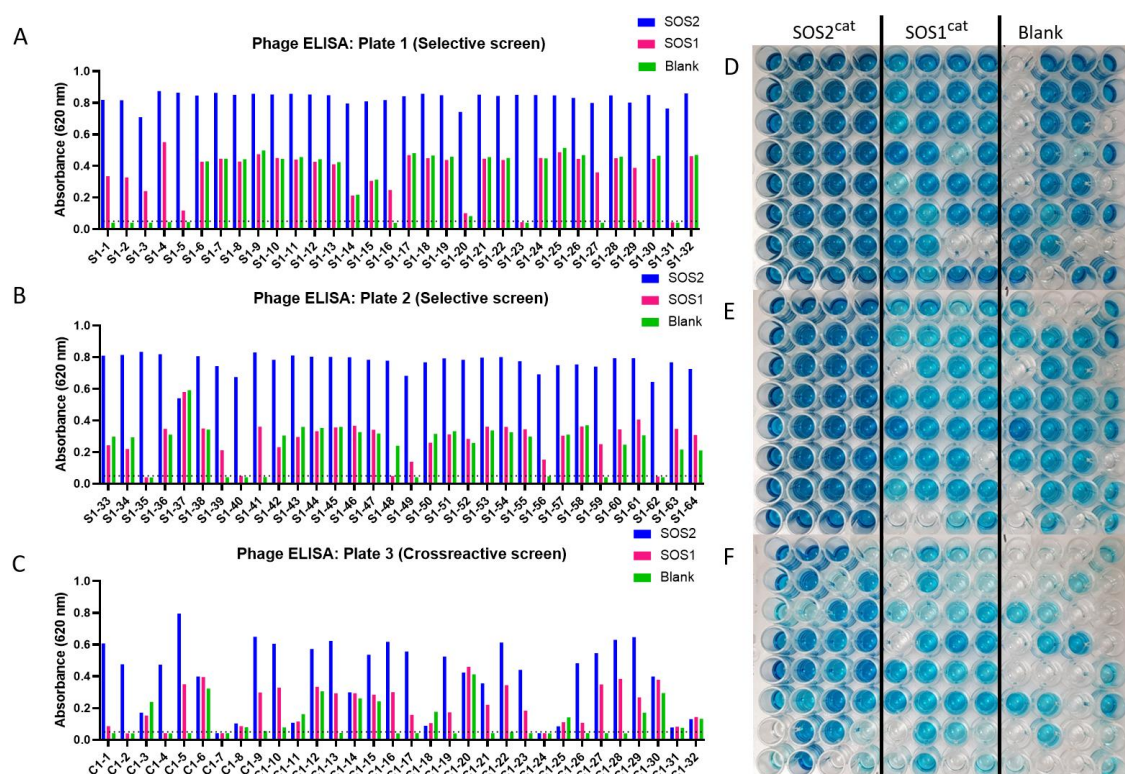 A
Phage ELISA: Plate 1 (Selective screen)
SOS2
SOS1
Blank
Absorbance (620 nm)
1.0
0.8
0.6
0.4
0.2
0.0
S1-1 S1-2 S1-3 S1-4 S1-5 S1-6 S1-7 S1-8 S1-9 S1-10 S1-11 S1-12 S1-13 S1-14 S1-15 S1-16 S1-17 S1-18 S1-19 S1-20 S1-21 S1-22 S1-23 S1-24 S1-25 S1-26 S1-27 S1-28 S1-29 S1-30 S1-31 S1-32
B
Phage ELISA: Plate 2 (Selective screen)
SOS2
SOS1
Blank
Absorbance (620 nm)
1.0
0.8
0.6
0.4
0.2
0.0
S1-33 S1-34 S1-35 S1-36 S1-37 S1-38 S1-39 S1-40 S1-41 S1-42 S1-43 S1-44 S1-45 S1-46 S1-47 S1-48 S1-49 S1-50 S1-51 S1-52 S1-53 S1-54 S1-55 S1-56 S1-57 S1-58 S1-59 S1-60 S1-61 S1-62 S1-63 S1-64
C
Phage ELISA: Plate 3 (Crossreactive screen)
SOS2
SOS1
Blank
Absorbance (620 nm)
1.0
0.8
0.6
0.4
0.2
0.0
C1-1 C1-2 C1-3 C1-4 C1-5 C1-6 C1-7 C1-8 C1-9 C1-10 C1-11 C1-12 C1-13 C1-14 C1-15 C1-16 C1-17 C1-18 C1-19 C1-20 C1-21 C1-22 C1-23 C1-24 C1-25 C1-26 C1-27 C1-28 C1-29 C1-30 C1-31 C1-32
SOS2cat SOS1cat Blank
D
E
F